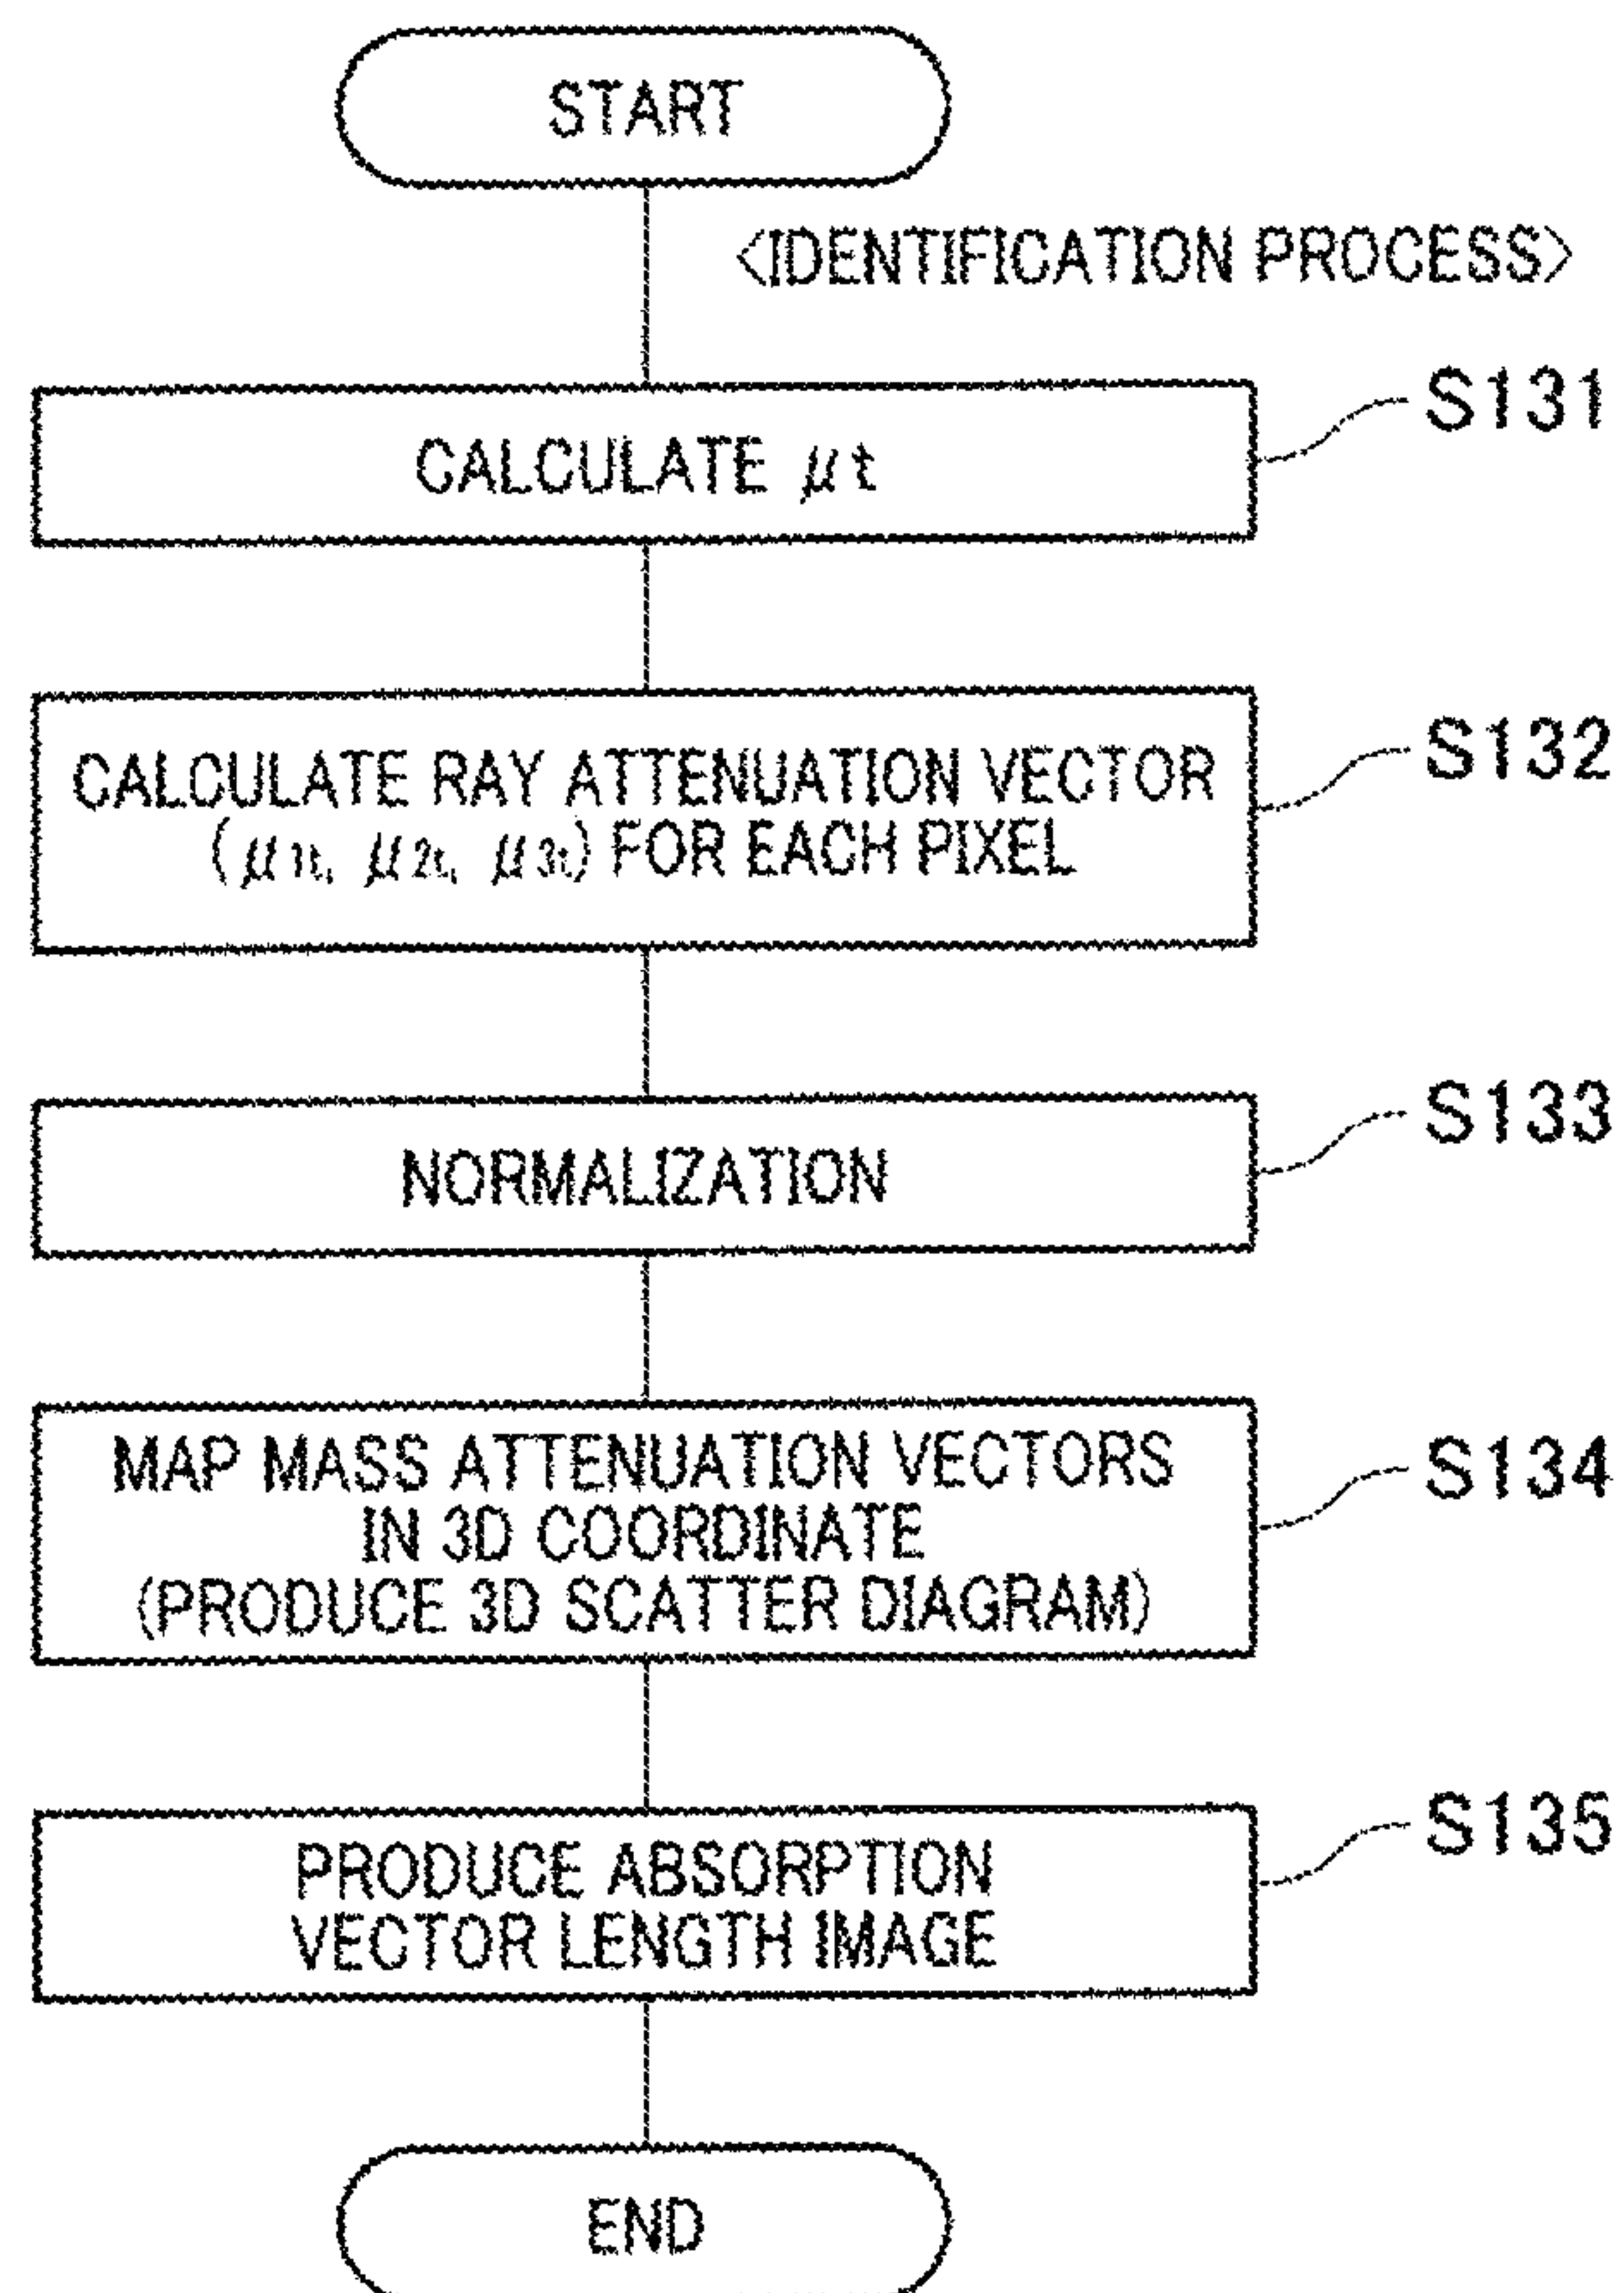 START
<IDENTIFICATION PROCESS>
CALCULATE μt
S131
CALCULATE RAY ATTENUATION VECTOR
(μ1t, μ2t, μ3t) FOR EACH PIXEL
S132
NORMALIZATION
S133
MAP MASS ATTENUATION VECTORS
IN 3D COORDINATE
(PRODUCE 3D SCATTER DIAGRAM)
S134
PRODUCE ABSORPTION
VECTOR LENGTH IMAGE
S135
END